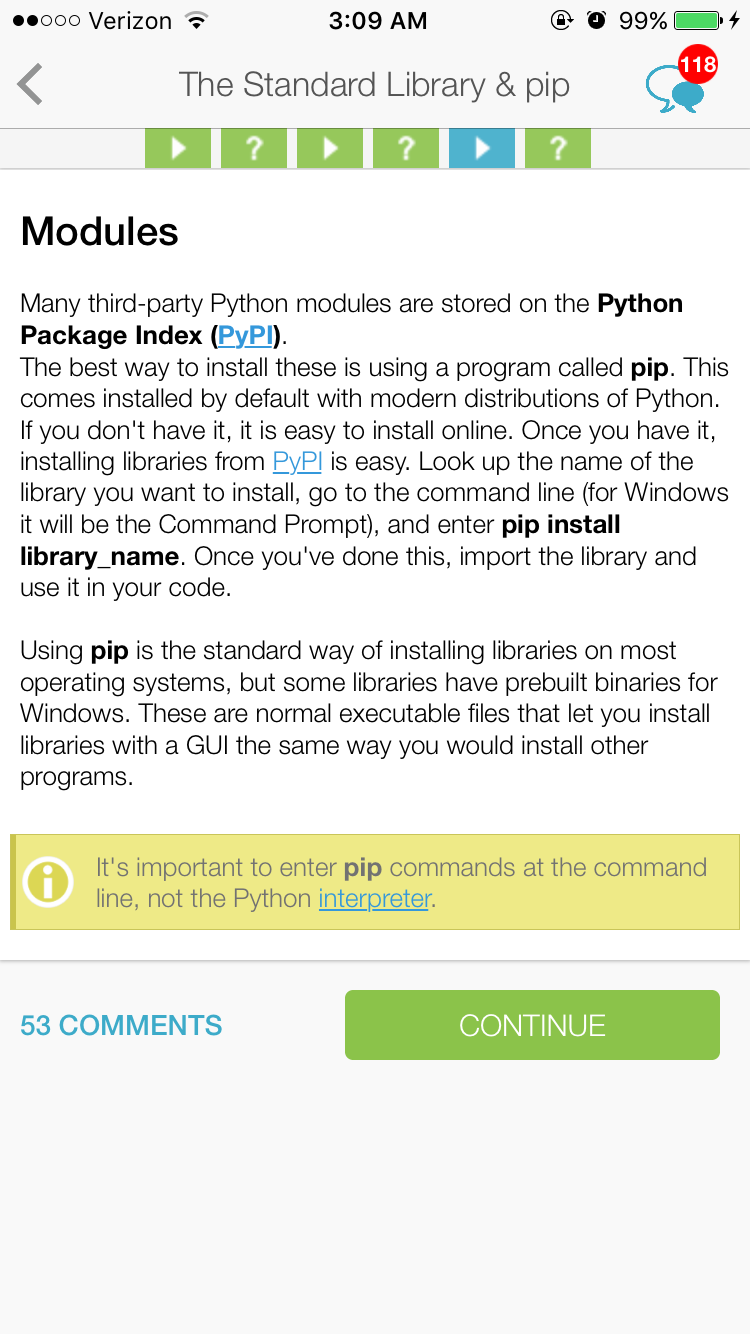 Verizon 3:09 AM 99%
The Standard Library & pip 118
? ? ?
Modules
Many third-party Python modules are stored on the Python
Package Index (PyPI).
The best way to install these is using a program called pip. This
comes installed by default with modern distributions of Python.
If you don't have it, it is easy to install online. Once you have it,
installing libraries from PyPI is easy. Look up the name of the
library you want to install, go to the command line (for Windows
it will be the Command Prompt), and enter pip install
library_name. Once you've done this, import the library and
use it in your code.
Using pip is the standard way of installing libraries on most
operating systems, but some libraries have prebuilt binaries for
Windows. These are normal executable files that let you install
libraries with a GUI the same way you would install other
programs.
It's important to enter pip commands at the command
line, not the Python interpreter.
53 COMMENTS CONTINUE